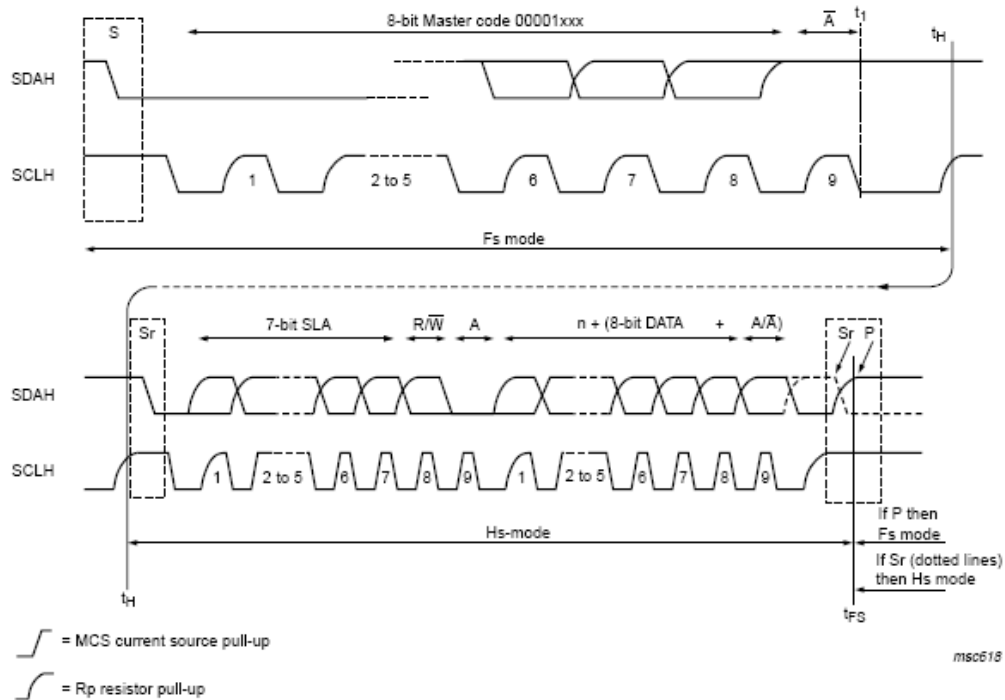 8-bit Master code 00001xxx
S
A̅
t1
tH
SDAH
SCLH
1
2 to 5
6
7
8
9
Fs mode
7-bit SLA
R/W̅
A
n + (8-bit DATA + A/A̅)
Sr
Sr P
SDAH
SCLH
1
2 to 5
6
7
8
9
1
2 to 5
6
7
8
9
If P then
Fs mode
Hs-mode
If Sr (dotted lines)
then Hs mode
tH
tFS
= MCS current source pull-up
= Rp resistor pull-up
msc618